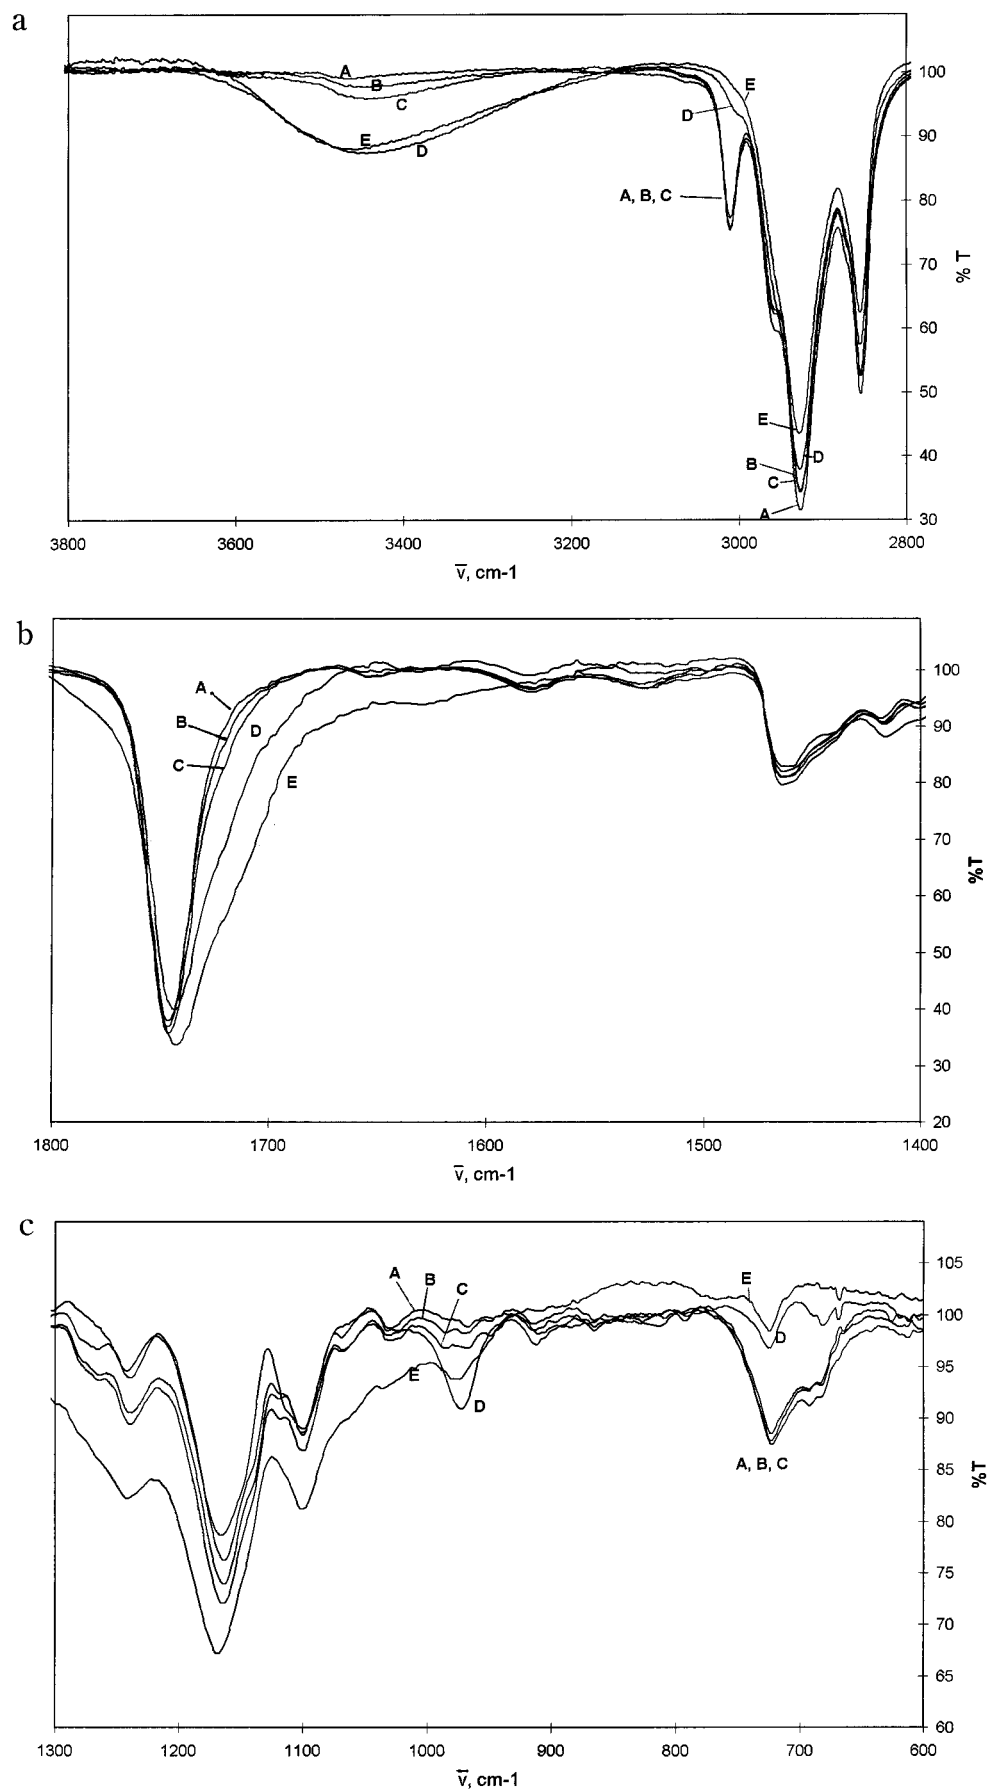 a
A
B
C
E
D
E
D
A, B, C
E
D
B
C
A
100
90
80
70
60
50
40
30
% T
3800 3600 3400 3200 3000 2800
v̅, cm-1
b
A
B
D
C
E
100
90
80
70
60
50
40
30
20
%T
1800 1700 1600 1500 1400
v̅, cm-1
c
A
B
C
E
E
D
D
A, B, C
105
100
95
90
85
80
75
70
65
60
%T
1300 1200 1100 1000 900 800 700 600
v̅, cm-1